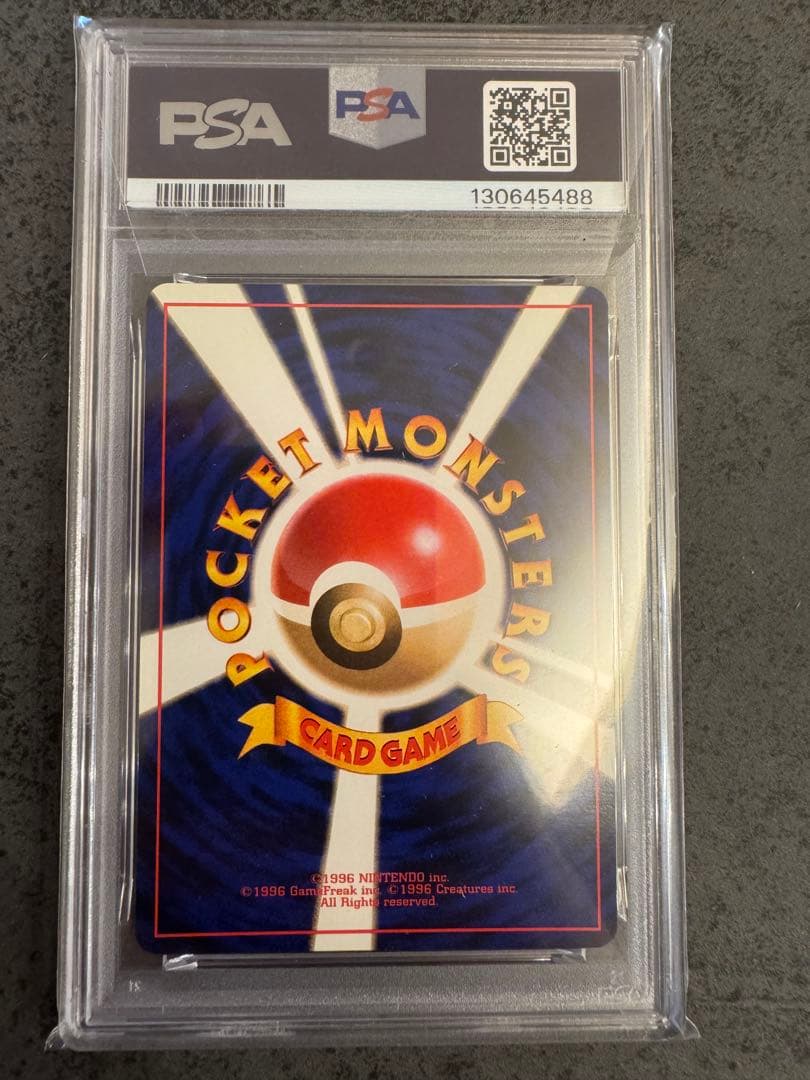 PSA PSA
130645488
POCKET MONSTERS
CARD GAME
©1996 NINTENDO inc.
©1996 GameFreak inc. ©1996 Creatures inc.
All Rights reserved.